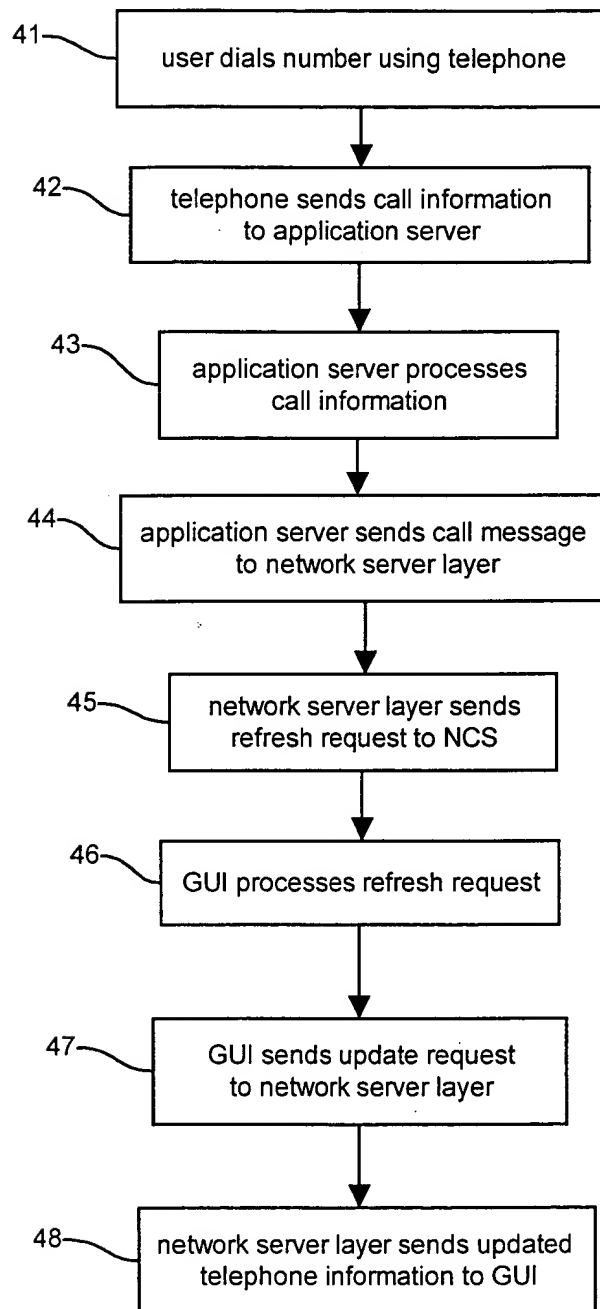 41
user dials number using telephone
42
telephone sends call information
to application server
43
application server processes
call information
44
application server sends call message
to network server layer
45
network server layer sends
refresh request to NCS
46
GUI processes refresh request
47
GUI sends update request
to network server layer
48
network server layer sends updated
telephone information to GUI